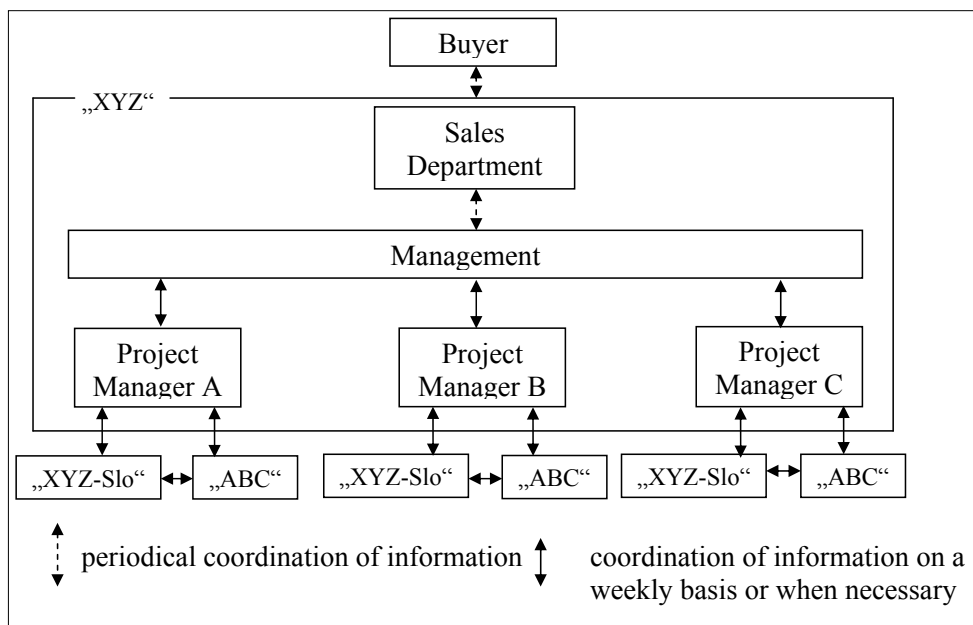 Buyer
„XYZ“
Sales
Department
Management
Project
Manager A
Project
Manager B
Project
Manager C
„XYZ-Slo“
„ABC“
„XYZ-Slo“
„ABC“
„XYZ-Slo“
„ABC“
periodical coordination of information
coordination of information on a
weekly basis or when necessary